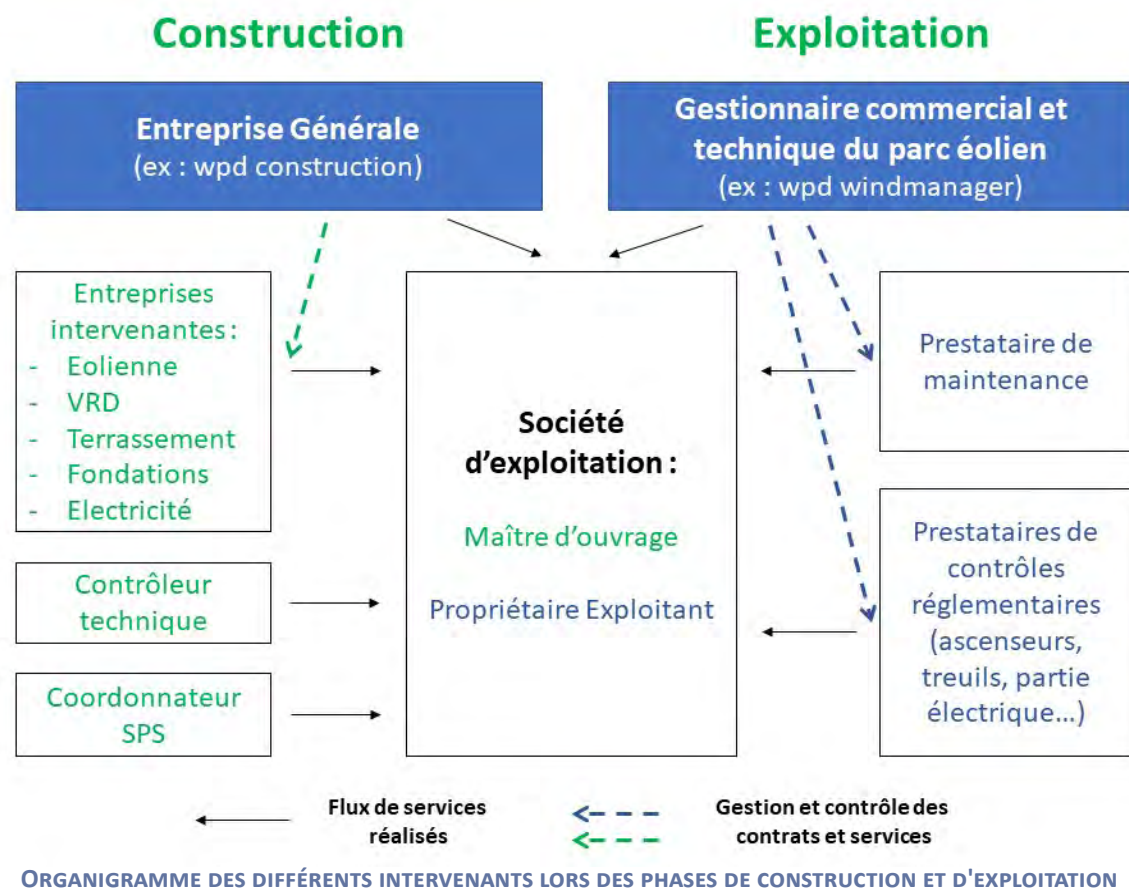 Construction
Exploitation
Entreprise Générale
(ex : wpd construction)
Gestionnaire commercial et
technique du parc éolien
(ex : wpd windmanager)
Entreprises
intervenantes :
- Eolienne
- VRD
- Terrassement
- Fondations
- Electricité
Contrôleur
technique
Coordonnateur
SPS
Société
d’exploitation :
Maître d’ouvrage
Propriétaire Exploitant
Prestataire de
maintenance
Prestataires de
contrôles
réglementaires
(ascenseurs,
treuils, partie
électrique…)
Flux de services
réalisés
Gestion et contrôle des
contrats et services
ORGANIGRAMME DES DIFFÉRENTS INTERVENANTS LORS DES PHASES DE CONSTRUCTION ET D'EXPLOITATION